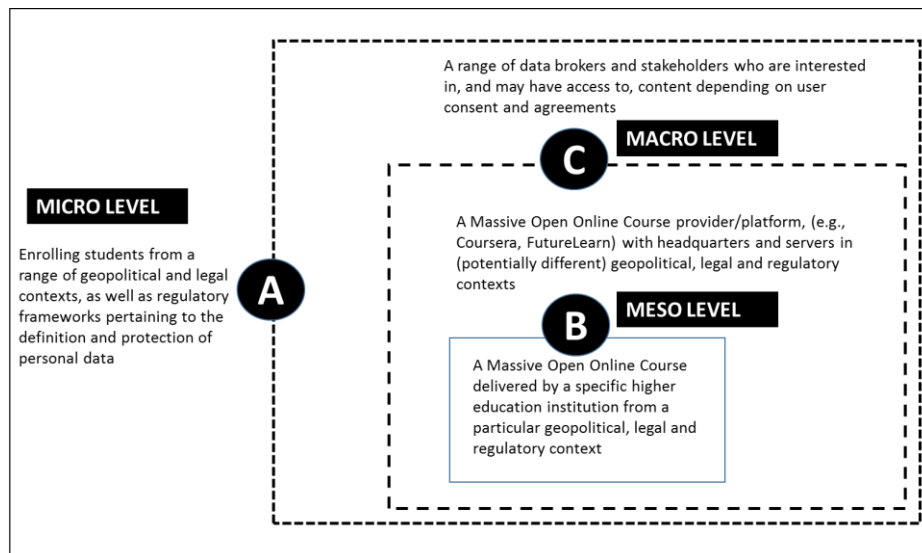 A range of data brokers and stakeholders who are interested
in, and may have access to, content depending on user
consent and agreements
C
MACRO LEVEL
MICRO LEVEL
Enrolling students from a
range of geopolitical and legal
contexts, as well as regulatory
frameworks pertaining to the
definition and protection of
personal data
A
A Massive Open Online Course provider/platform, (e.g.,
Coursera, FutureLearn) with headquarters and servers in
(potentially different) geopolitical, legal and regulatory
contexts
B
MESO LEVEL
A Massive Open Online Course
delivered by a specific higher
education institution from a
particular geopolitical, legal and
regulatory context